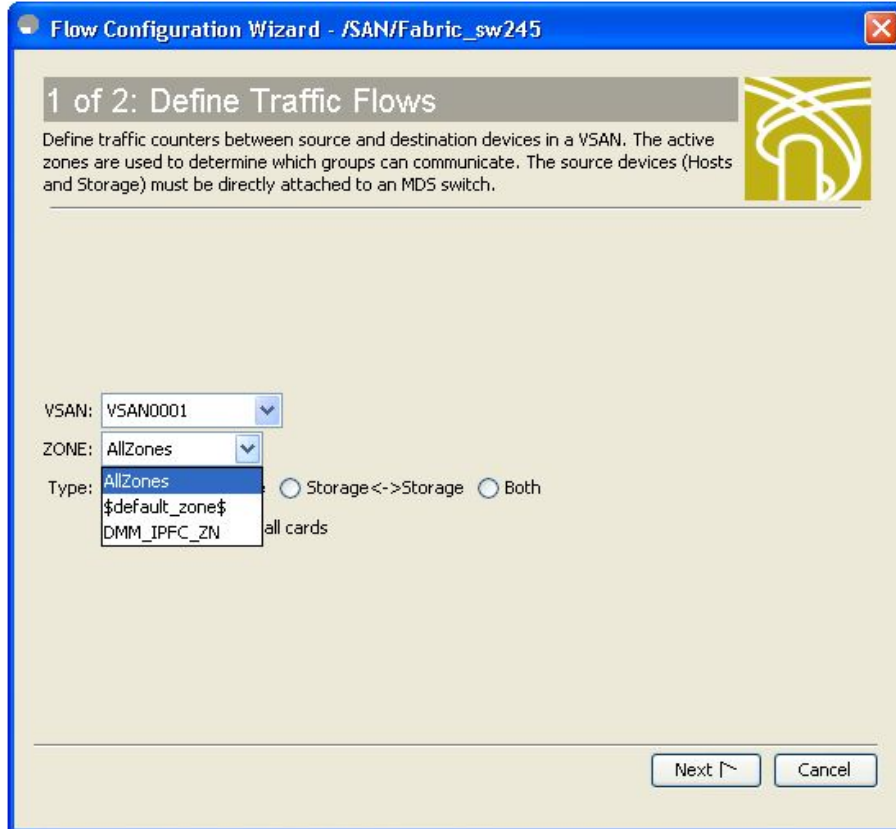 Flow Configuration Wizard - /SAN/Fabric_sw245
1 of 2: Define Traffic Flows
Define traffic counters between source and destination devices in a VSAN. The active
zones are used to determine which groups can communicate. The source devices (Hosts
and Storage) must be directly attached to an MDS switch.
VSAN: VSAN0001
ZONE: AllZones
Type: AllZones Storage<->Storage Both
$default_zone$
DMM_IPFC_ZN all cards
Next Cancel